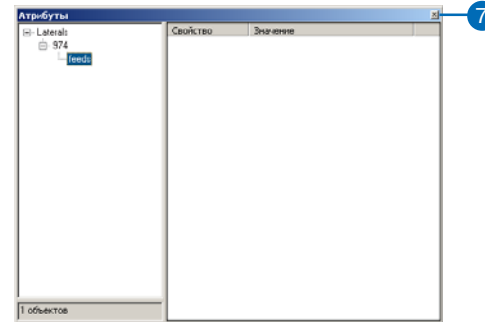 Атрибуты
7
Свойство Значение
Laterals
974
feeds
1 объектов